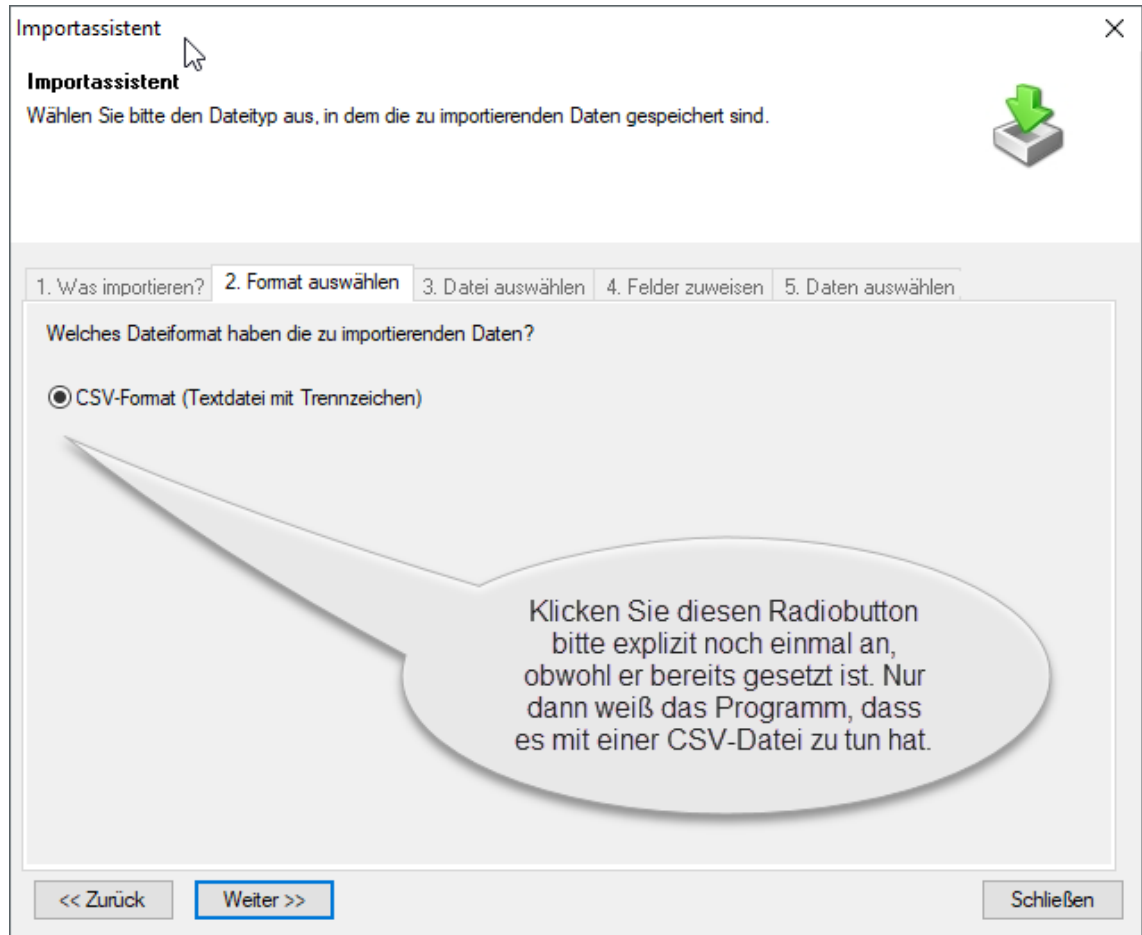 Importassistent
Importassistent
Wählen Sie bitte den Dateityp aus, in dem die zu importierenden Daten gespeichert sind.
1. Was importieren? 2. Format auswählen 3. Datei auswählen 4. Felder zuweisen 5. Daten auswählen
Welches Dateiformat haben die zu importierenden Daten?
CSV-Format (Textdatei mit Trennzeichen)
Klicken Sie diesen Radiobutton
bitte explizit noch einmal an,
obwohl er bereits gesetzt ist. Nur
dann weiß das Programm, dass
es mit einer CSV-Datei zu tun hat.
<< Zurück Weiter >> Schließen